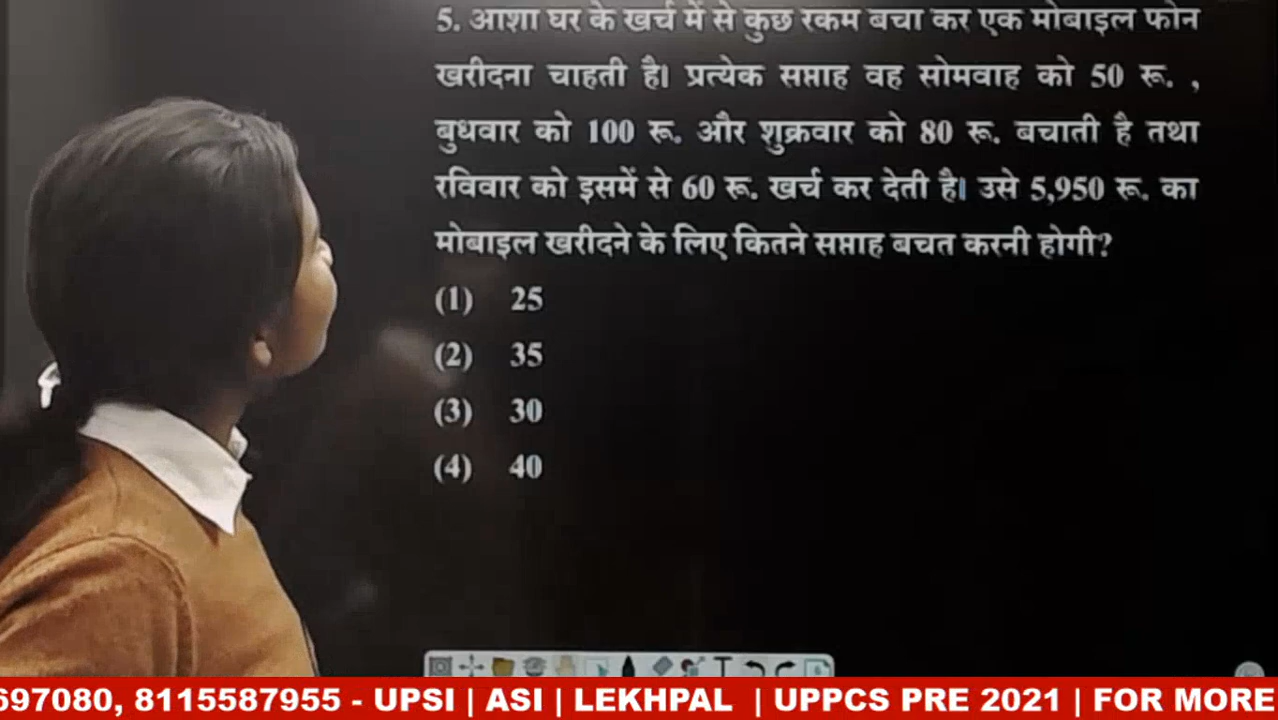 5. आशा घर के खर्च में से कुछ रकम बचा कर एक मोबाइल फोन
खरीदना चाहती है। प्रत्येक सप्ताह वह सोमवाह को 50 रू. ,
बुधवार को 100 रू. और शुक्रवार को 80 रू. बचाती है तथा
रविवार को इसमें से 60 रू. खर्च कर देती है। उसे 5,950 रू. का
मोबाइल खरीदने के लिए कितने सप्ताह बचत करनी होगी?
(1) 25
(2) 35
(3) 30
(4) 40
697080, 8115587955 - UPSI | ASI | LEKHPAL | UPPCS PRE 2021 | FOR MORE